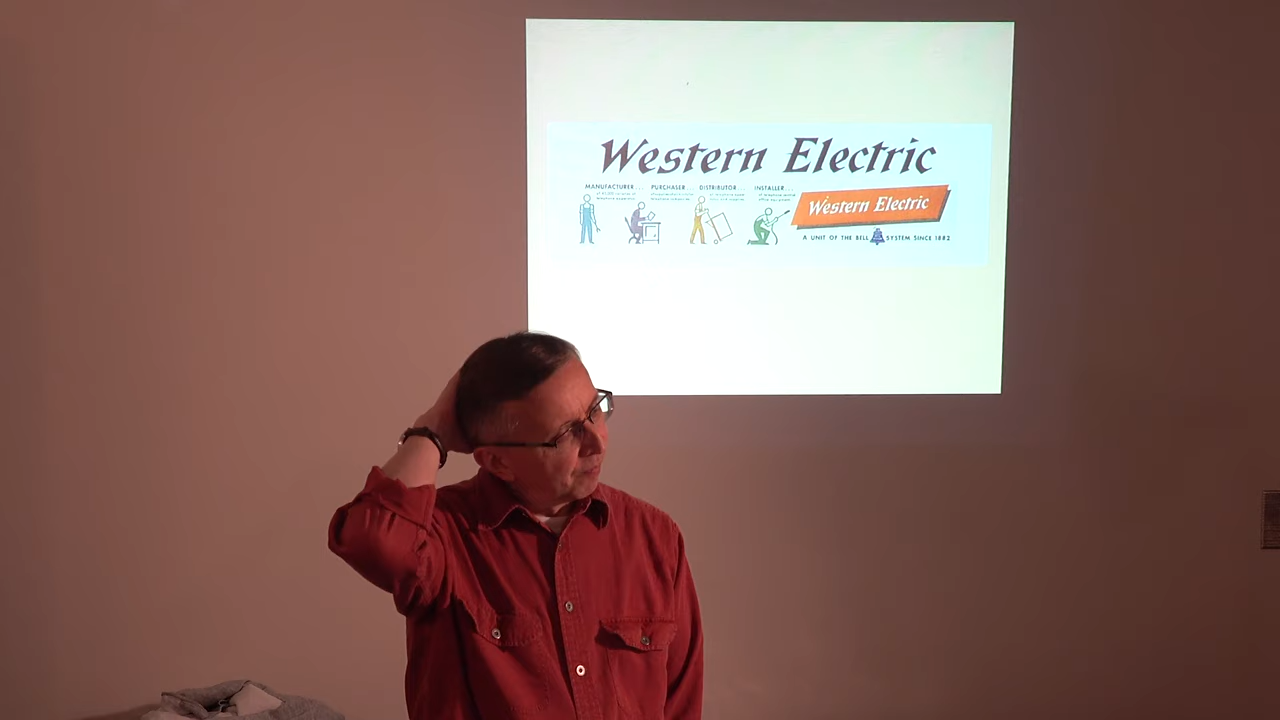 Western Electric
MANUFACTURER... PURCHASER... DISTRIBUTOR... INSTALLER...
Western Electric
A UNIT OF THE BELL SYSTEM SINCE 1882